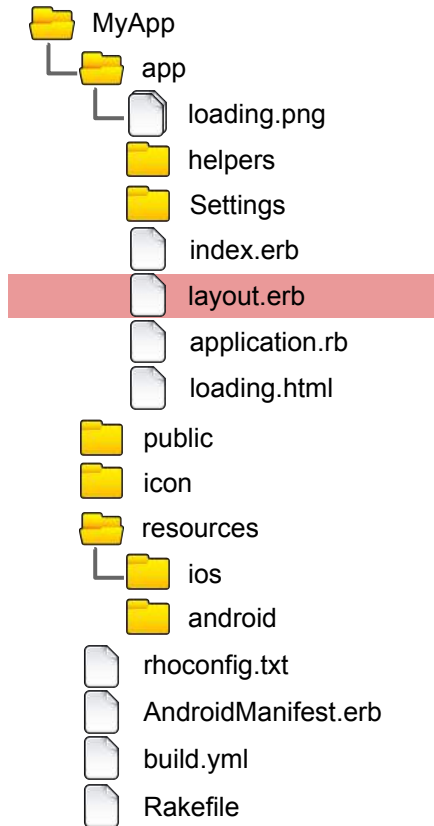 MyApp
app
loading.png
helpers
Settings
index.erb
layout.erb
application.rb
loading.html
public
icon
resources
ios
android
rhoconfig.txt
AndroidManifest.erb
build.yml
Rakefile